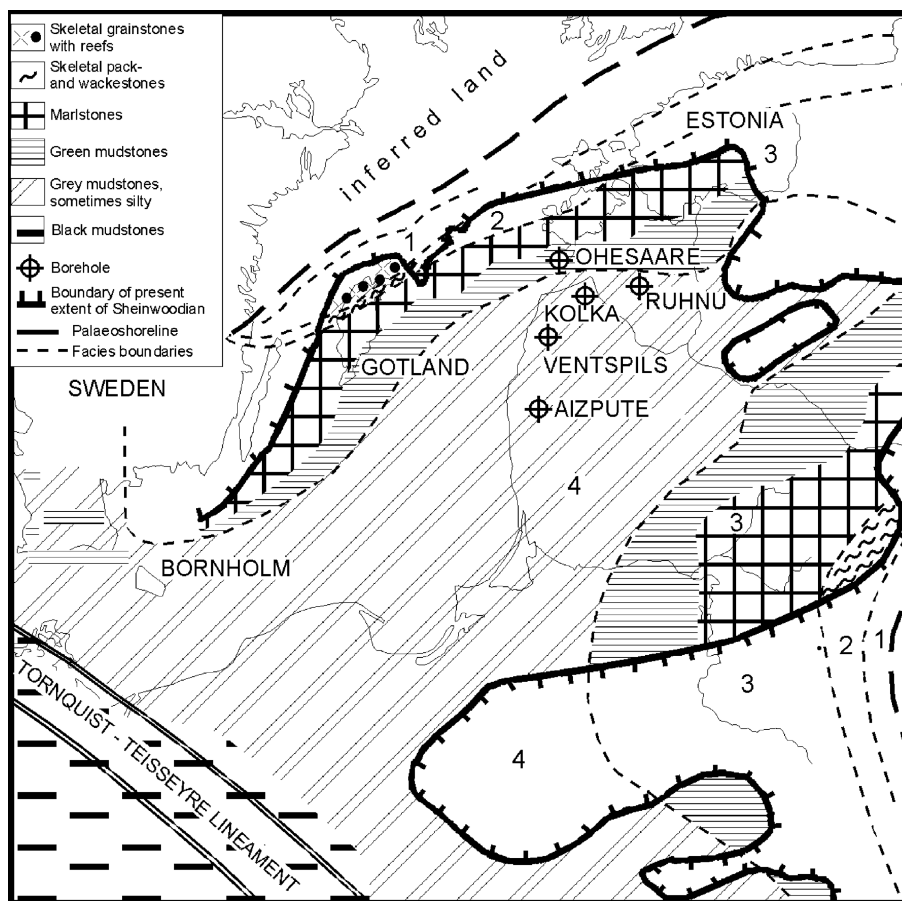 Skeletal grainstones
with reefs
Skeletal pack-
and wackestones
Marlstones
Green mudstones
Grey mudstones,
sometimes silty
Black mudstones
Borehole
Boundary of present
extent of Sheinwoodian
Palaeoshoreline
Facies boundaries
inferred land
ESTONIA
3
2
1
OHESAARE
RUHNU
KOLKA
VENTSPILS
GOTLAND
SWEDEN
AIZPUTE
4
3
BORNHOLM
2
1
3
4
TORNQUIST - TEISSEYRE LINEAMENT